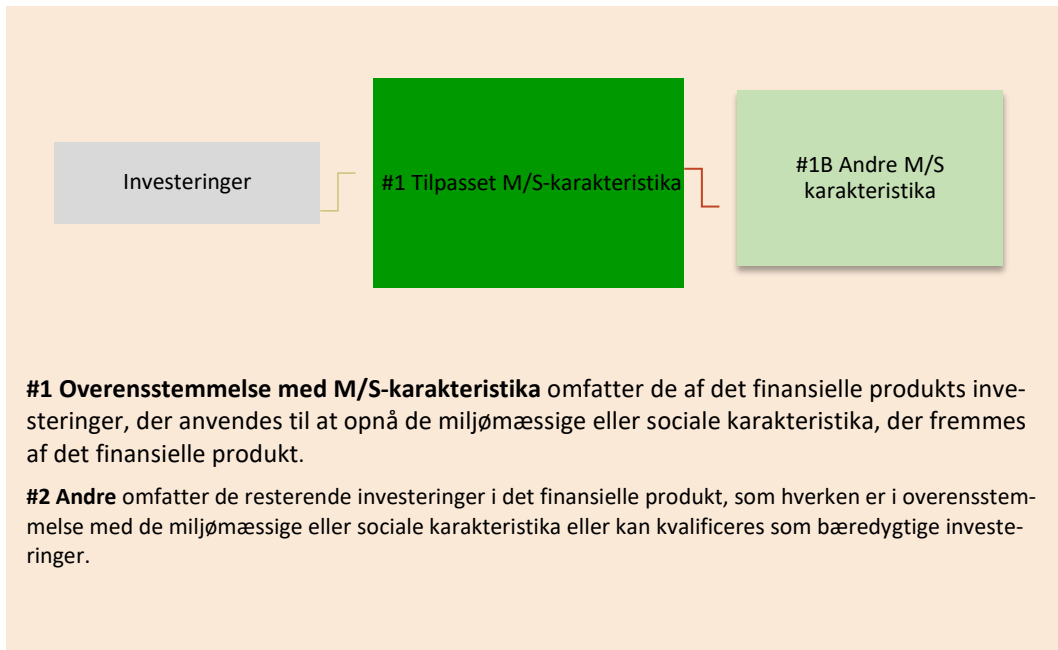 Investeringer
#1 Tilpasset M/S-karakteristika
#1B Andre M/S
karakteristika
#1 Overensstemmelse med M/S-karakteristika omfatter de af det finansielle produkts inve-
steringer, der anvendes til at opnå de miljømæssige eller sociale karakteristika, der fremmes
af det finansielle produkt.
#2 Andre omfatter de resterende investeringer i det finansielle produkt, som hverken er i overensstem-
melse med de miljømæssige eller sociale karakteristika eller kan kvalificeres som bæredygtige investe-
ringer.